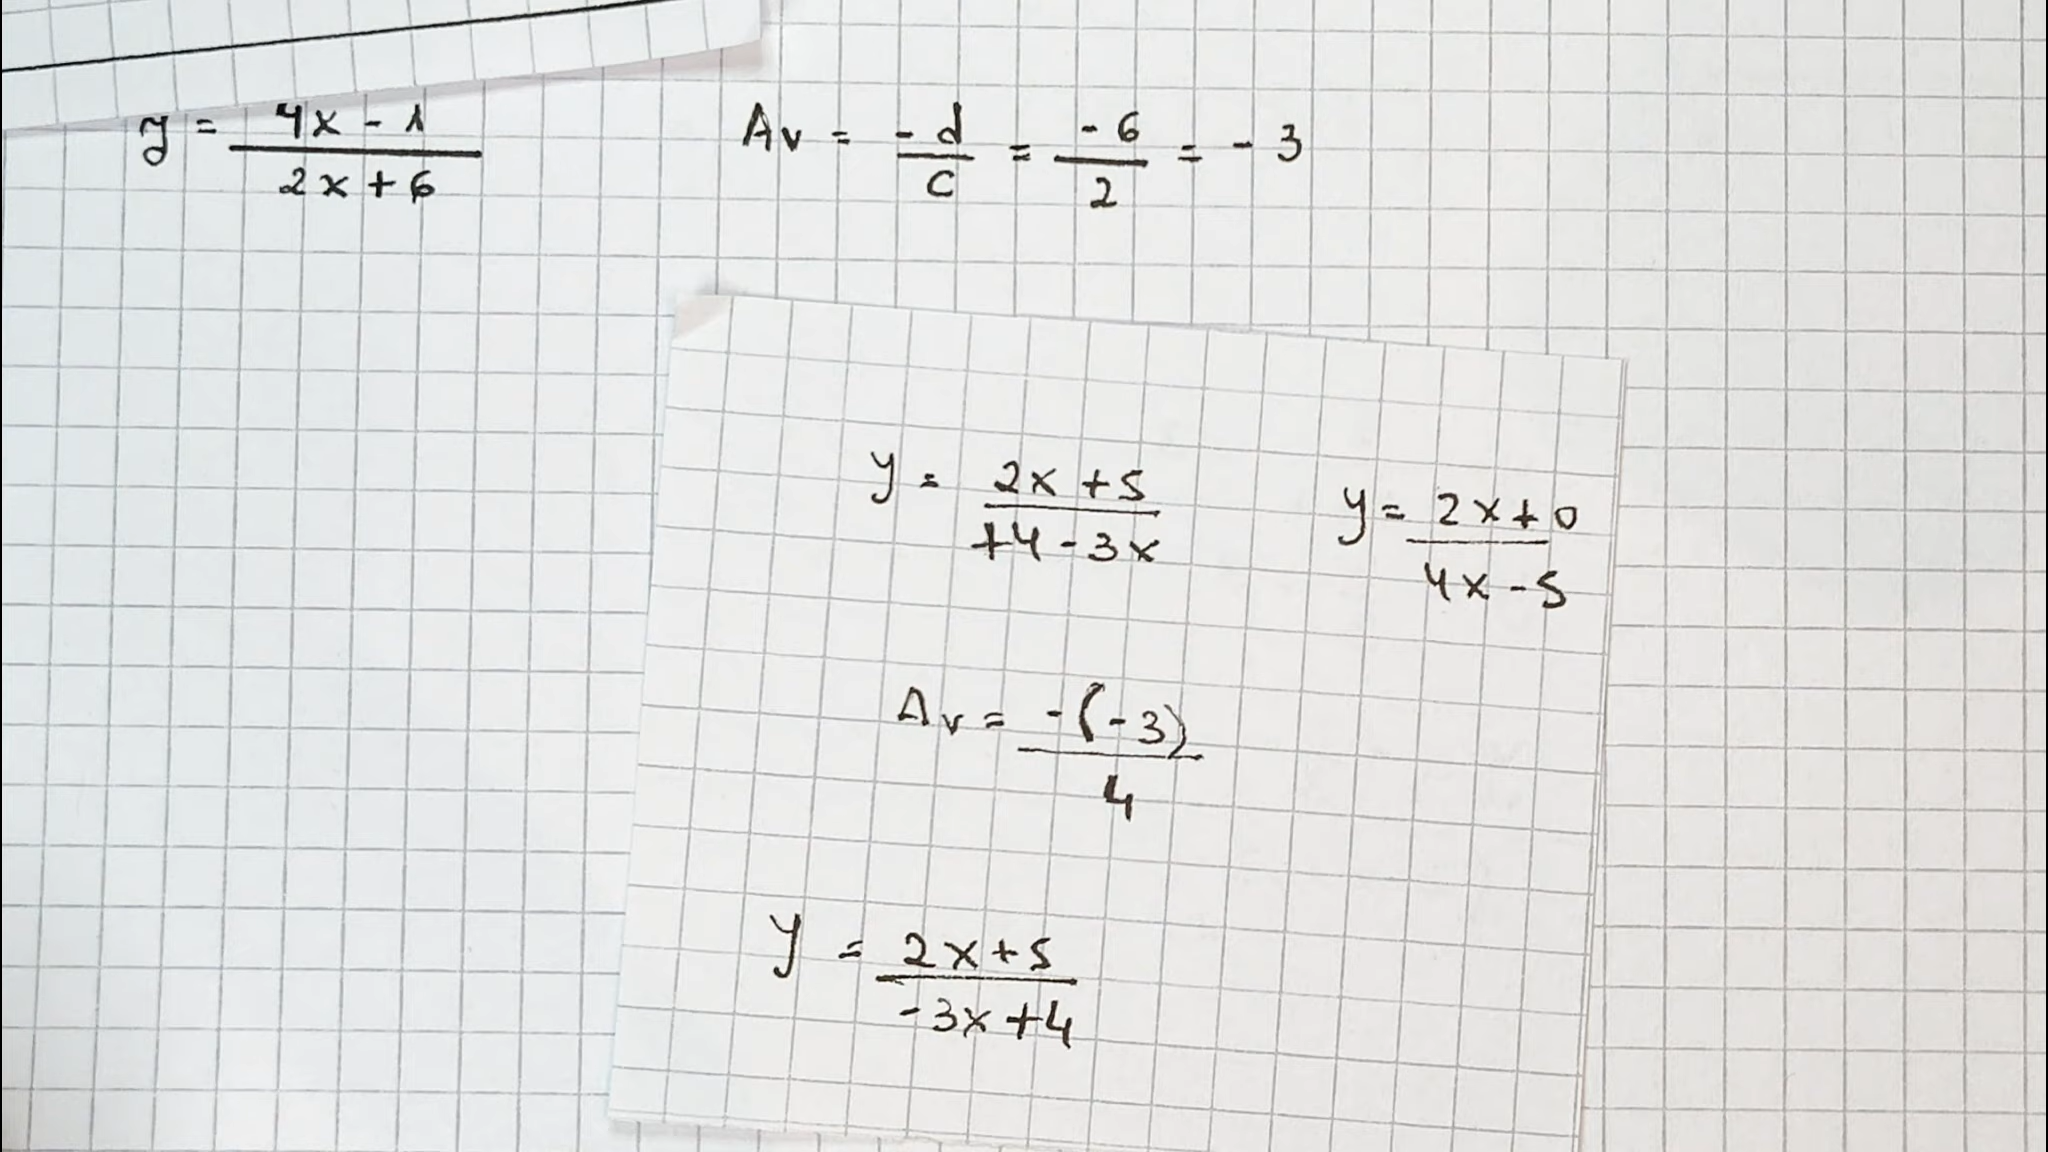 y = (4x - 1)/(2x + 6)
Av = -d/c = -6/2 = -3
y = (2x + 5)/(+4 - 3x)
y = (2x + 0)/(4x - 5)
Av = -(-3)/4
y = (2x + 5)/(-3x + 4)